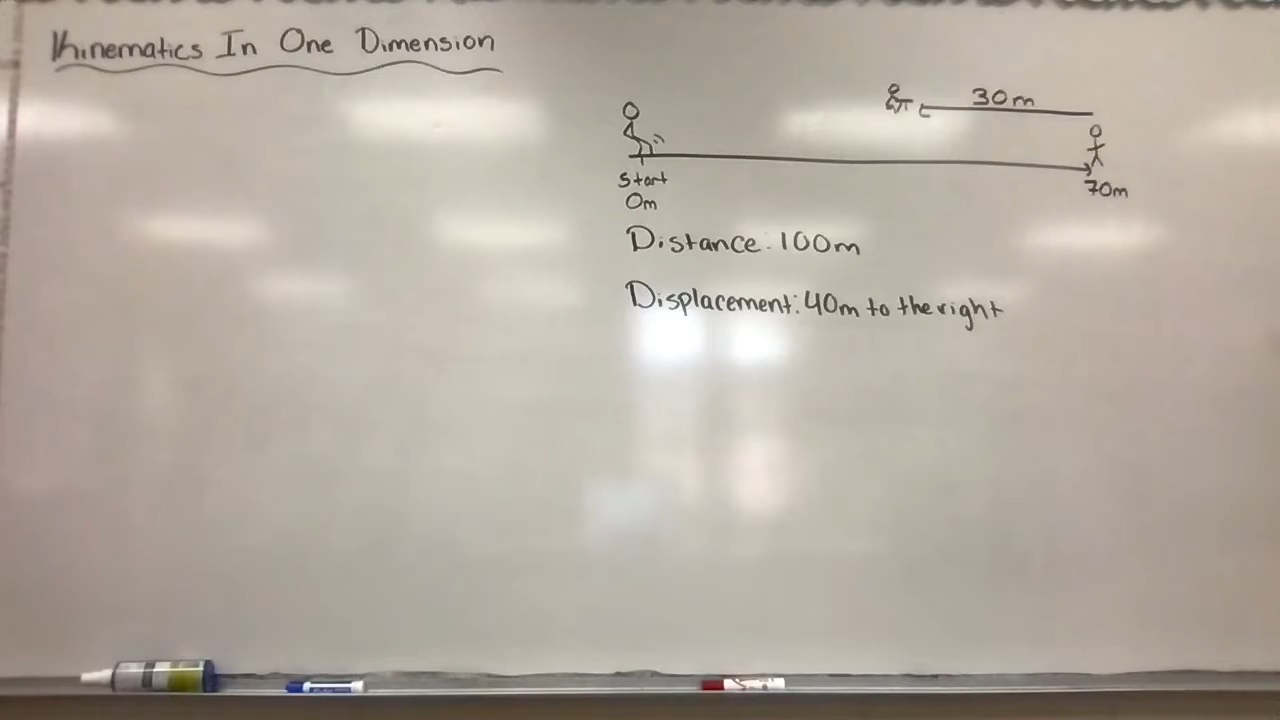 Kinematics In One Dimension
30m
Start
0m
70m
Distance: 100m
Displacement: 40m to the right